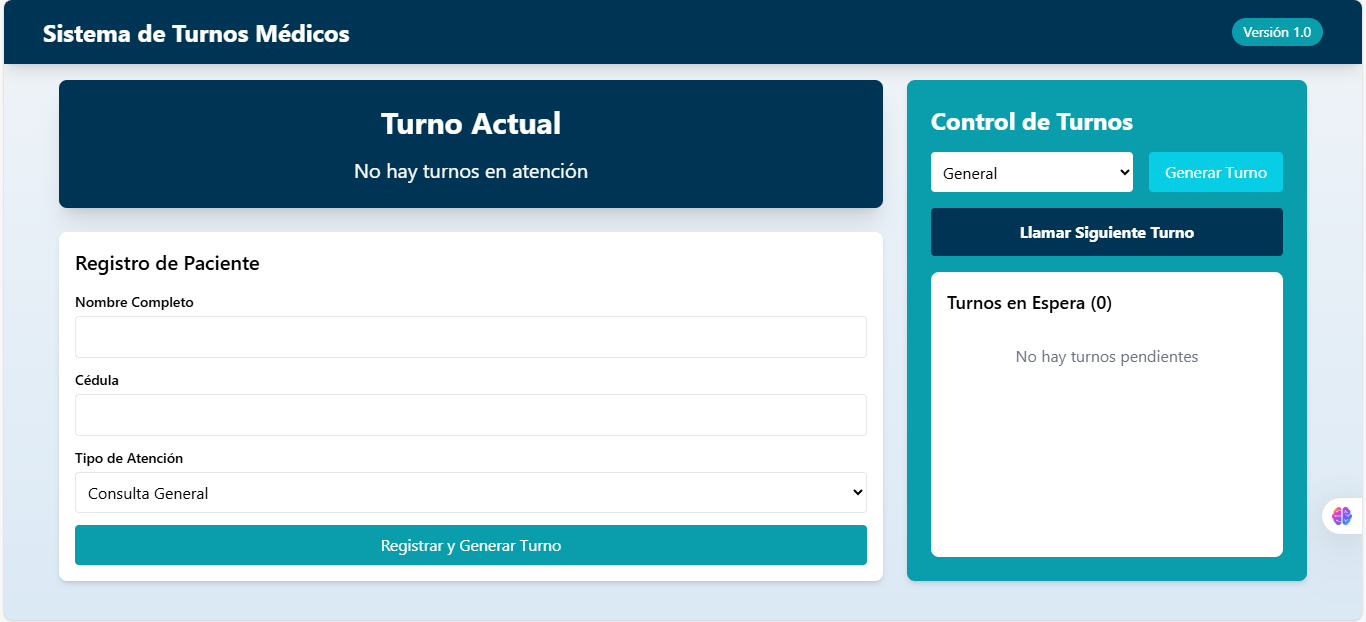 Sistema de Turnos Médicos
Versión 1.0
Turno Actual
No hay turnos en atención
Registro de Paciente
Nombre Completo
Cédula
Tipo de Atención
Consulta General
Registrar y Generar Turno
Control de Turnos
General
Generar Turno
Llamar Siguiente Turno
Turnos en Espera (0)
No hay turnos pendientes